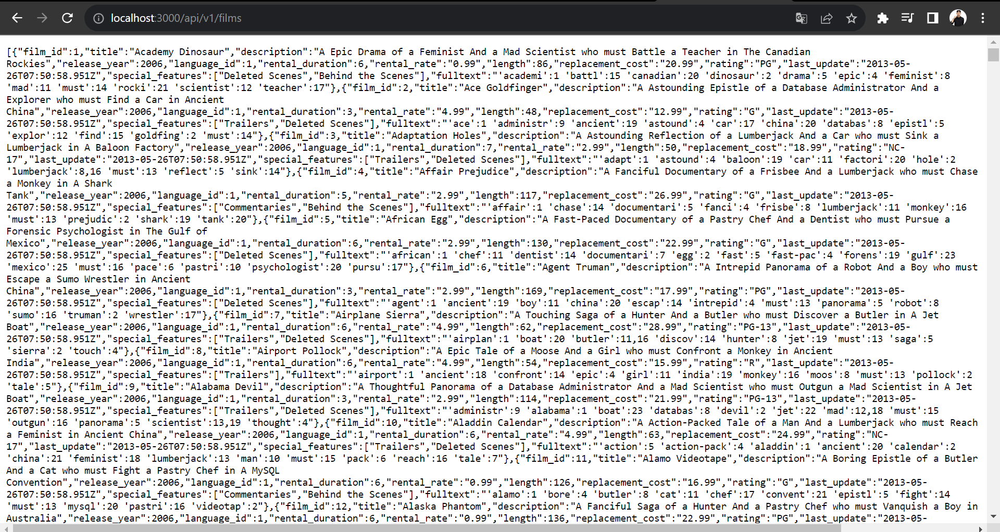 localhost:3000/api/v1/films
[{"film_id":1,"title":"Academy Dinosaur","description":"A Epic Drama of a Feminist And a Mad Scientist who must Battle a Teacher in The Canadian
Rockies","release_year":2006,"language_id":1,"rental_duration":6,"rental_rate":"0.99","length":86,"replacement_cost":"20.99","rating":"PG","last_update":"2013-05-
26T07:50:58.951Z","special_features":["Deleted Scenes","Behind the Scenes"],"fulltext":"'academi':1 'battl':15 'canadian':20 'dinosaur':2 'drama':5 'epic':4 'feminist':8
'mad':11 'must':14 'rocki':21 'scientist':12 'teacher':17"},{"film_id":2,"title":"Ace Goldfinger","description":"A Astounding Epistle of a Database Administrator And a
Explorer who must Find a Car in Ancient
China","release_year":2006,"language_id":1,"rental_duration":3,"rental_rate":"4.99","length":48,"replacement_cost":"12.99","rating":"G","last_update":"2013-05-
26T07:50:58.951Z","special_features":["Trailers","Deleted Scenes"],"fulltext":"'ace':1 'administr':9 'ancient':19 'astound':4 'car':17 'china':20 'databas':8 'epistl':5
'explor':12 'find':15 'goldfing':2 'must':14"},{"film_id":3,"title":"Adaptation Holes","description":"A Astounding Reflection of a Lumberjack And a Car who must Sink a
Lumberjack in A Baloon Factory","release_year":2006,"language_id":1,"rental_duration":7,"rental_rate":"2.99","length":50,"replacement_cost":"18.99","rating":"NC-
17","last_update":"2013-05-26T07:50:58.951Z","special_features":["Trailers","Deleted Scenes"],"fulltext":"'adapt':1 'astound':4 'baloon':19 'car':11 'factori':20 'hole':2
'lumberjack':8,16 'must':13 'reflect':5 'sink':14"},{"film_id":4,"title":"Affair Prejudice","description":"A Fanciful Documentary of a Frisbee And a Lumberjack who must Chase
a Monkey in A Shark
Tank","release_year":2006,"language_id":1,"rental_duration":5,"rental_rate":"2.99","length":117,"replacement_cost":"26.99","rating":"G","last_update":"2013-05-
26T07:50:58.951Z","special_features":["Commentaries","Behind the Scenes"],"fulltext":"'affair':1 'chase':14 'documentari':5 'fanci':4 'frisbe':8 'lumberjack':11 'monkey':16
'must':13 'prejudic':2 'shark':19 'tank':20"},{"film_id":5,"title":"African Egg","description":"A Fast-Paced Documentary of a Pastry Chef And a Dentist who must Pursue a
Forensic Psychologist in The Gulf of
Mexico","release_year":2006,"language_id":1,"rental_duration":6,"rental_rate":"2.99","length":130,"replacement_cost":"22.99","rating":"G","last_update":"2013-05-
26T07:50:58.951Z","special_features":["Deleted Scenes"],"fulltext":"'african':1 'chef':11 'dentist':14 'documentari':7 'egg':2 'fast':5 'fast-pac':4 'forens':19 'gulf':23
'mexico':25 'must':16 'pace':6 'pastri':10 'psychologist':20 'pursu':17"},{"film_id":6,"title":"Agent Truman","description":"A Intrepid Panorama of a Robot And a Boy who must
Escape a Sumo Wrestler in Ancient
China","release_year":2006,"language_id":1,"rental_duration":3,"rental_rate":"2.99","length":169,"replacement_cost":"17.99","rating":"PG","last_update":"2013-05-
26T07:50:58.951Z","special_features":["Deleted Scenes"],"fulltext":"'agent':1 'ancient':19 'boy':11 'china':20 'escap':14 'intrepid':4 'must':13 'panorama':5 'robot':8
'sumo':16 'truman':2 'wrestler':17"},{"film_id":7,"title":"Airplane Sierra","description":"A Touching Saga of a Hunter And a Butler who must Discover a Butler in A Jet
Boat","release_year":2006,"language_id":1,"rental_duration":6,"rental_rate":"4.99","length":62,"replacement_cost":"28.99","rating":"PG-13","last_update":"2013-05-
26T07:50:58.951Z","special_features":["Trailers","Deleted Scenes"],"fulltext":"'airplan':1 'boat':20 'butler':11,16 'discov':14 'hunter':8 'jet':19 'must':13 'saga':5
'sierra':2 'touch':4"},{"film_id":8,"title":"Airport Pollock","description":"A Epic Tale of a Moose And a Girl who must Confront a Monkey in Ancient
India","release_year":2006,"language_id":1,"rental_duration":6,"rental_rate":"4.99","length":54,"replacement_cost":"15.99","rating":"R","last_update":"2013-05-
26T07:50:58.951Z","special_features":["Trailers"],"fulltext":"'airport':1 'ancient':18 'confront':14 'epic':4 'girl':11 'india':19 'monkey':16 'moos':8 'must':13 'pollock':2
'tale':5"},{"film_id":9,"title":"Alabama Devil","description":"A Thoughtful Panorama of a Database Administrator And a Mad Scientist who must Outgun a Mad Scientist in A Jet
Boat","release_year":2006,"language_id":1,"rental_duration":3,"rental_rate":"2.99","length":114,"replacement_cost":"21.99","rating":"PG-13","last_update":"2013-05-
26T07:50:58.951Z","special_features":["Trailers","Deleted Scenes"],"fulltext":"'administr':9 'alabama':1 'boat':23 'databas':8 'devil':2 'jet':22 'mad':12,18 'must':15
'outgun':16 'panorama':5 'scientist':13,19 'thought':4"},{"film_id":10,"title":"Aladdin Calendar","description":"A Action-Packed Tale of a Man And a Lumberjack who must Reach
a Feminist in Ancient China","release_year":2006,"language_id":1,"rental_duration":6,"rental_rate":"4.99","length":63,"replacement_cost":"24.99","rating":"NC-
17","last_update":"2013-05-26T07:50:58.951Z","special_features":["Trailers","Deleted Scenes"],"fulltext":"'action':5 'action-pack':4 'aladdin':1 'ancient':20 'calendar':2
'china':21 'feminist':18 'lumberjack':13 'man':10 'must':15 'pack':6 'reach':16 'tale':7"},{"film_id":11,"title":"Alamo Videotape","description":"A Boring Epistle of a Butler
And a Cat who must Fight a Pastry Chef in A MySQL
Convention","release_year":2006,"language_id":1,"rental_duration":6,"rental_rate":"0.99","length":126,"replacement_cost":"16.99","rating":"G","last_update":"2013-05-
26T07:50:58.951Z","special_features":["Commentaries","Behind the Scenes"],"fulltext":"'alamo':1 'bore':4 'butler':8 'cat':11 'chef':17 'convent':21 'epistl':5 'fight':14
'must':13 'mysql':20 'pastri':16 'videotap':2"},{"film_id":12,"title":"Alaska Phantom","description":"A Fanciful Saga of a Hunter And a Pastry Chef who must Vanquish a Boy in
Australia","release_year":2006,"language_id":1,"rental_duration":6,"rental_rate":"0.99","length":136,"replacement_cost":"22.99","rating":"PG","last_update":"2013-05-